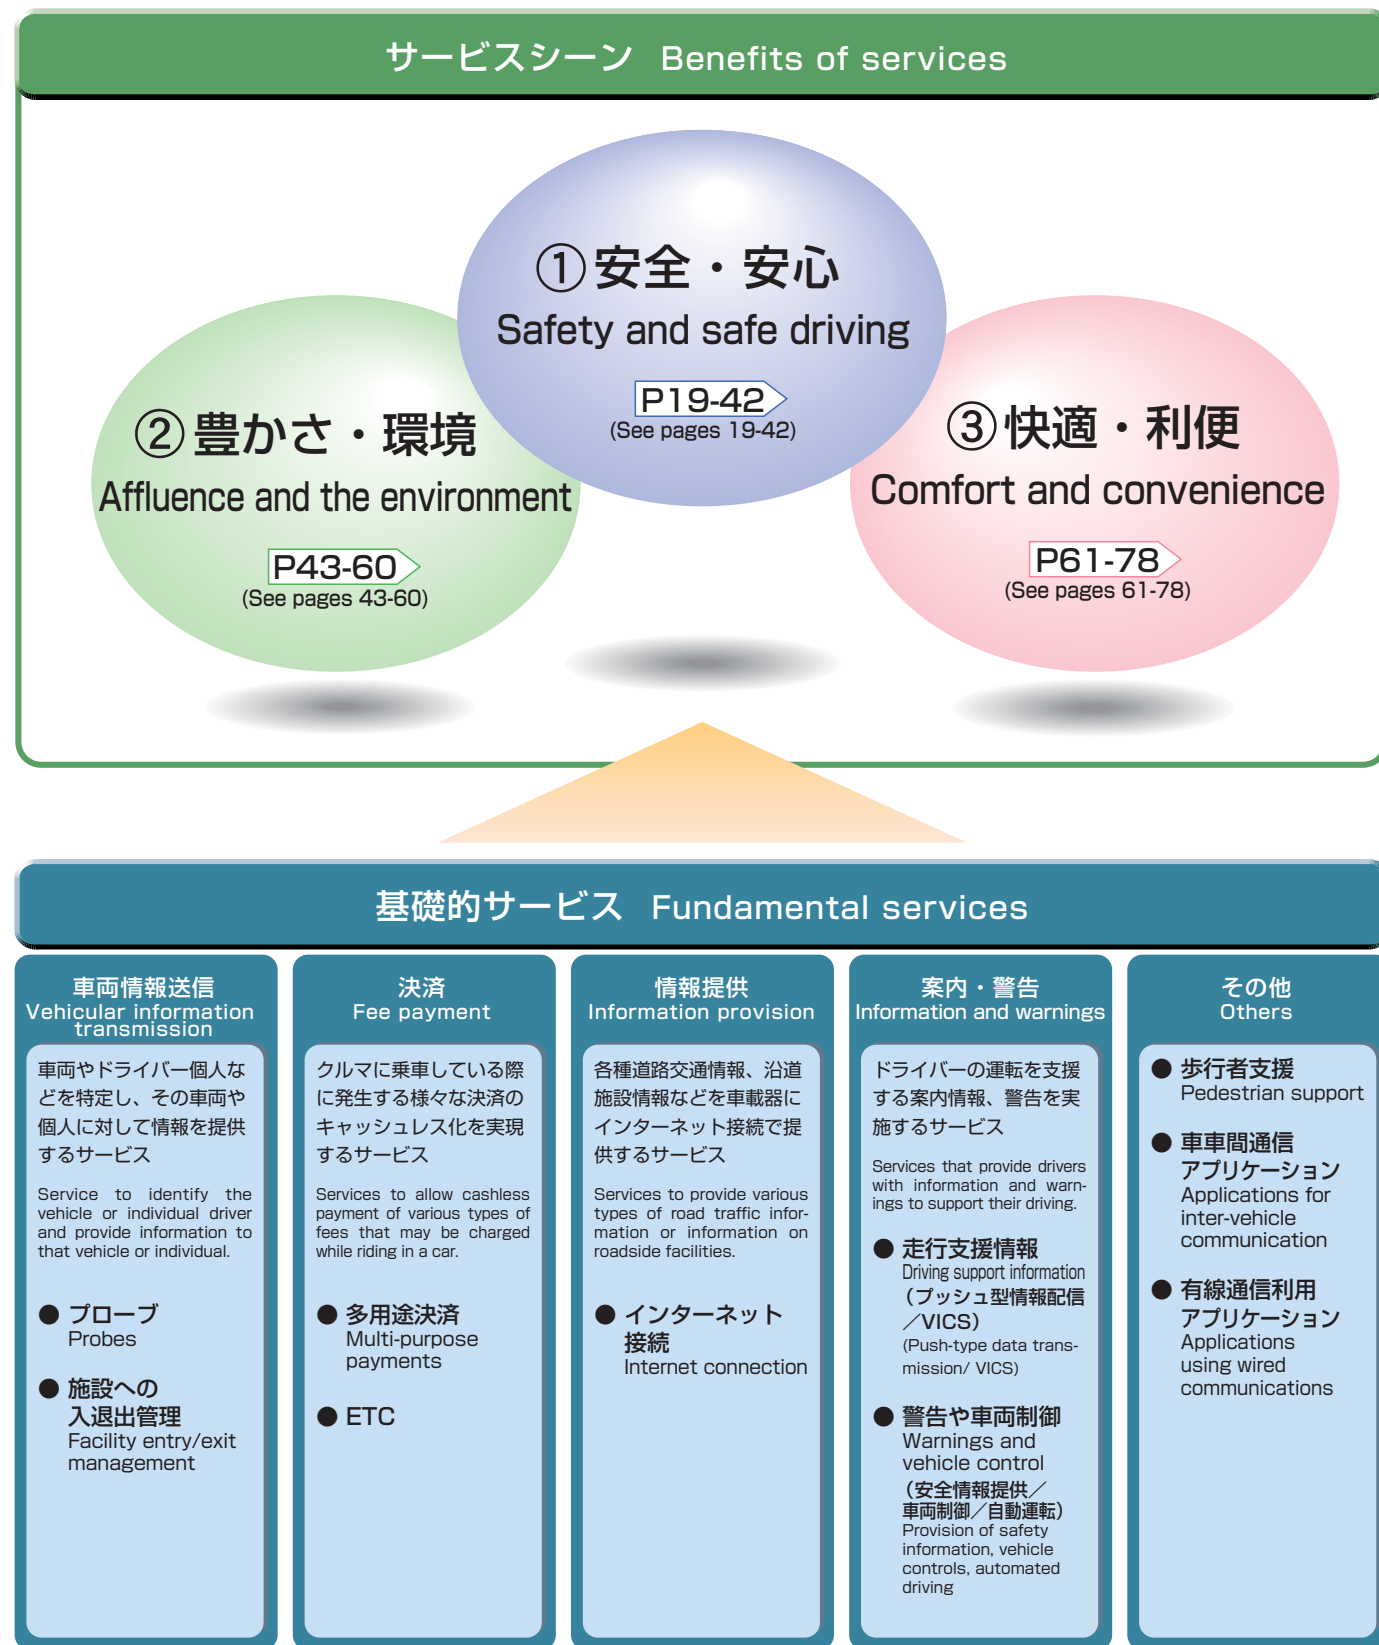 サービスシーン Benefits of services
①安全・安心
Safety and safe driving
P19-42
(See pages 19-42)
②豊かさ・環境
Affluence and the environment
P43-60
(See pages 43-60)
③快適・利便
Comfort and convenience
P61-78
(See pages 61-78)
基礎的サービス Fundamental services
車両情報送信
Vehicular information
transmission
車両やドライバー個人な
どを特定し、その車両や
個人に対して情報を提供
するサービス
Service to identify the
vehicle or individual driver
and provide information to
that vehicle or individual.
● プローブ
Probes
● 施設への
入退出管理
Facility entry/exit
management
決済
Fee payment
クルマに乗車している際
に発生する様々な決済の
キャッシュレス化を実現
するサービス
Services to allow cashless
payment of various types of
fees that may be charged
while riding in a car.
● 多用途決済
Multi-purpose
payments
● ETC
情報提供
Information provision
各種道路交通情報、沿道
施設情報などを車載器に
インターネット接続で提
供するサービス
Services to provide various
types of road traffic infor-
mation or information on
roadside facilities.
● インターネット
接続
Internet connection
案内・警告
Information and warnings
ドライバーの運転を支援
する案内情報、警告を実
施するサービス
Services that provide drivers
with information and warn-
ings to support their driving.
● 走行支援情報
Driving support information
（プッシュ型情報配信
／VICS）
(Push-type data trans-
mission/ VICS)
● 警告や車両制御
Warnings and
vehicle control
（安全情報提供／
車両制御／自動運転）
Provision of safety
information, vehicle
controls, automated
driving
その他
Others
● 歩行者支援
Pedestrian support
● 車車間通信
アプリケーション
Applications for
inter-vehicle
communication
● 有線通信利用
アプリケーション
Applications
using wired
communications